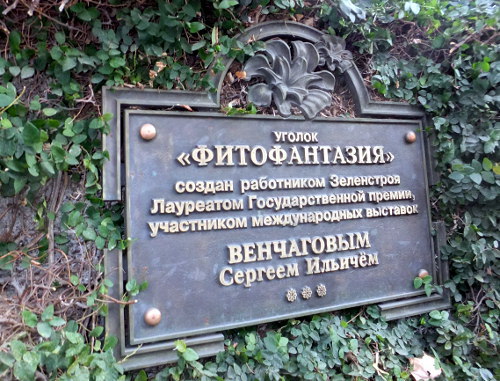 УГОЛОК
«ФИТОФАНТАЗИЯ»
создан работником Зеленстроя
Лауреатом Государственной премии,
участником международных выставок
ВЕНЧАГОВЫМ
Сергеем Ильичём